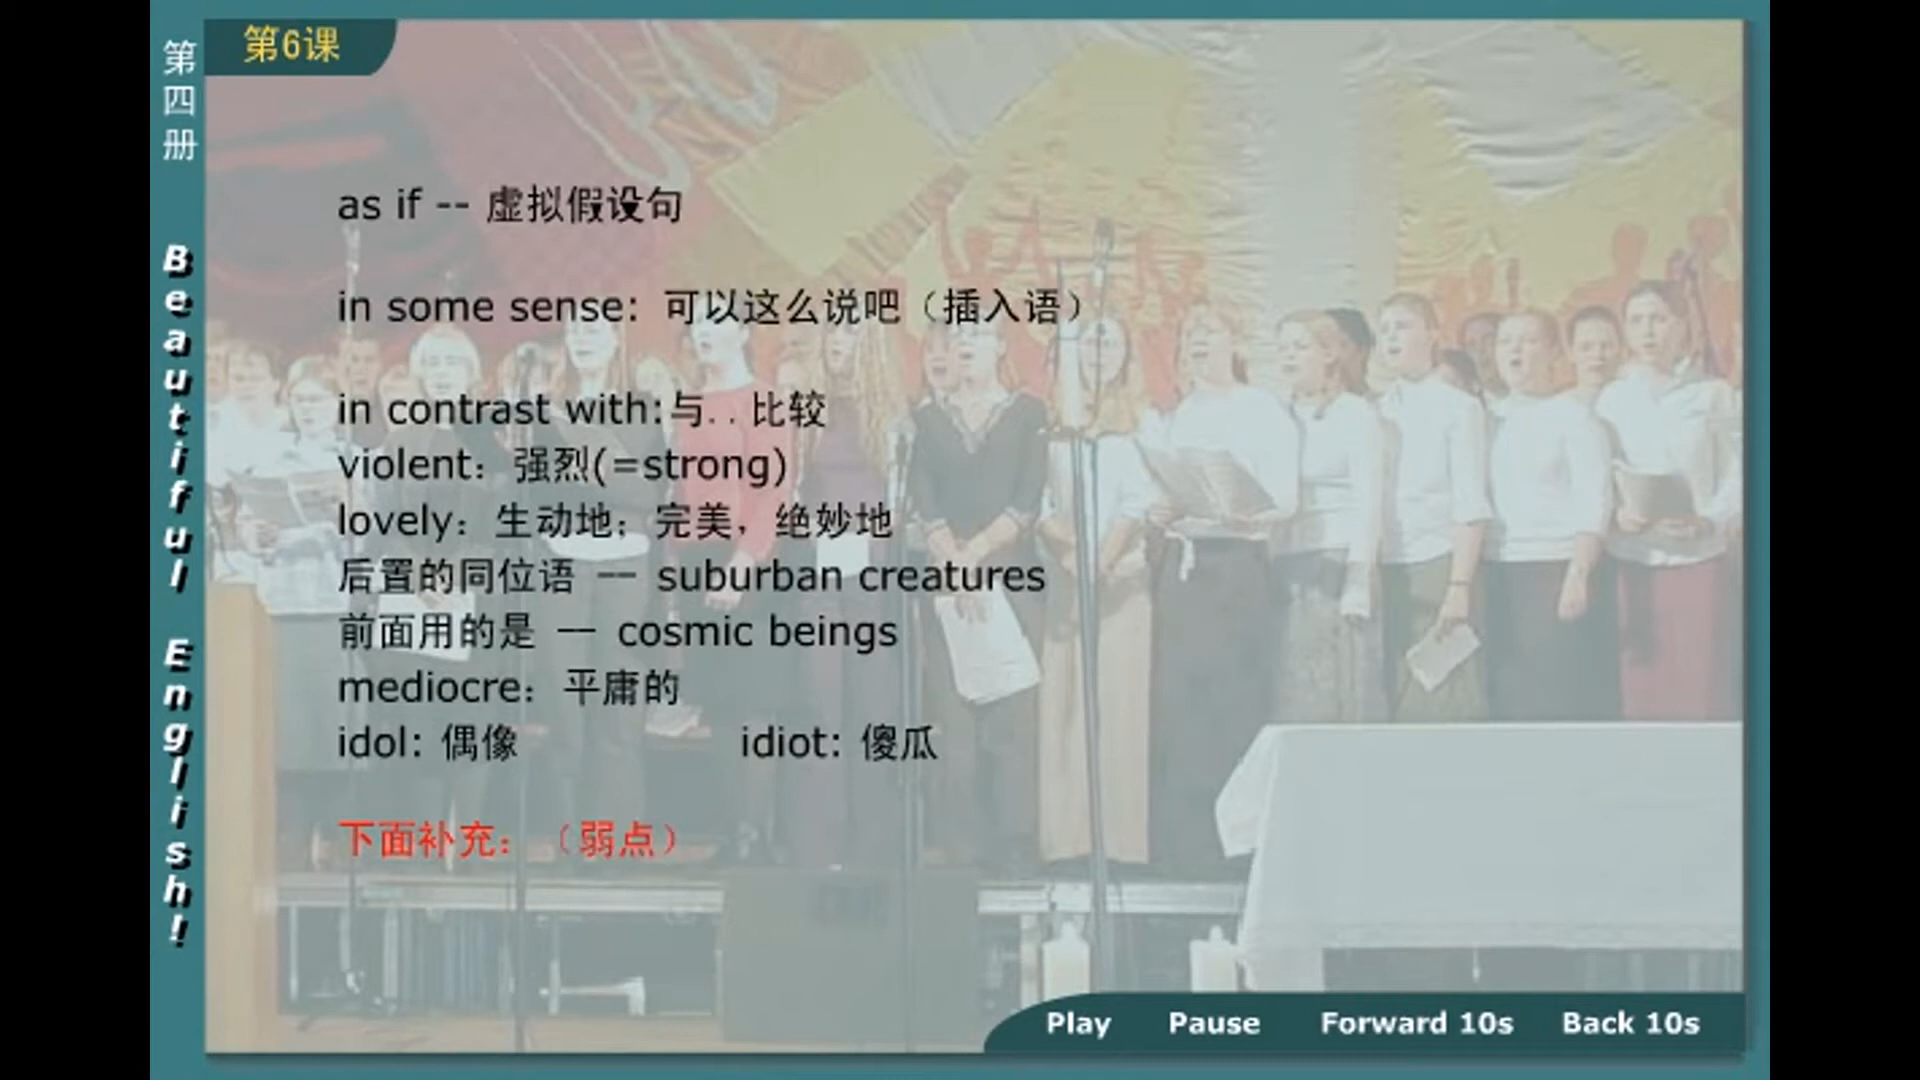 第6课
第四册
Beautiful English!
as if -- 虚拟假设句
in some sense: 可以这么说吧（插入语）
in contrast with:与..比较
violent：强烈(=strong)
lovely：生动地；完美，绝妙地
后置的同位语 -- suburban creatures
前面用的是 -- cosmic beings
mediocre：平庸的
idol: 偶像 idiot: 傻瓜
下面补充：（弱点）
Play Pause Forward 10s Back 10s